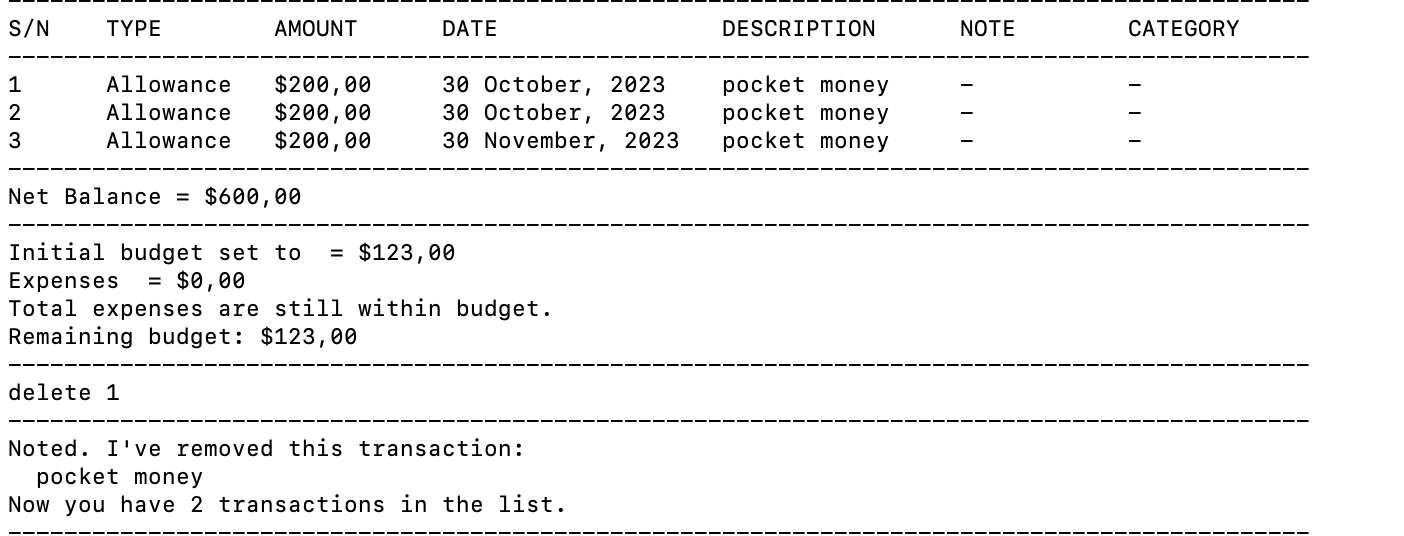 S/N TYPE AMOUNT DATE DESCRIPTION NOTE CATEGORY
1 Allowance $200,00 30 October, 2023 pocket money – –
2 Allowance $200,00 30 October, 2023 pocket money – –
3 Allowance $200,00 30 November, 2023 pocket money – –
Net Balance = $600,00
Initial budget set to  = $123,00
Expenses  = $0,00
Total expenses are still within budget.
Remaining budget: $123,00
delete 1
Noted. I've removed this transaction:
  pocket money
Now you have 2 transactions in the list.